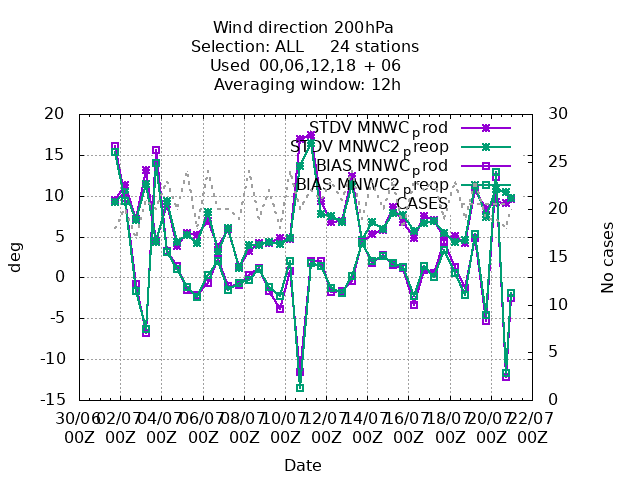 Wind direction 200hPa
Selection: ALL 24 stations
Used 00,06,12,18 + 06
Averaging window: 12h
20
15
10
5
0
-5
-10
-15
30
25
20
15
10
5
0
deg
No cases
STDV MNWC_prod
STDV MNWC2_preop
BIAS MNWC_prod
BIAS MNWC2_preop
CASES
30/06 02/07 04/07 06/07 08/07 10/07 12/07 14/07 16/07 18/07 20/07 22/07
00Z 00Z 00Z 00Z 00Z 00Z 00Z 00Z 00Z 00Z 00Z 00Z
Date